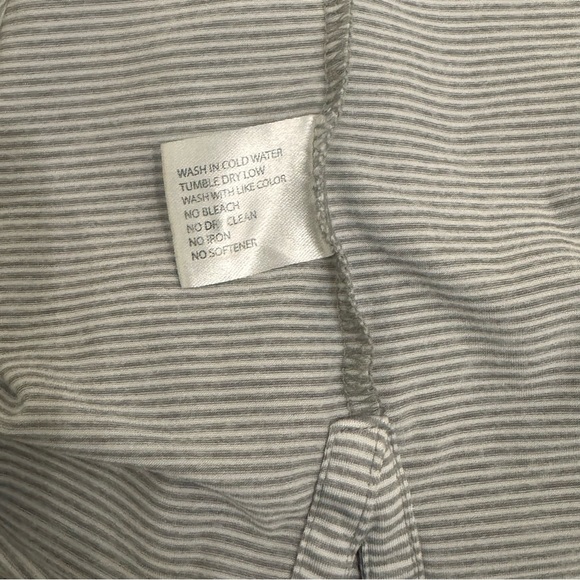 WASH IN COLD WATER
TUMBLE DRY LOW
WASH WITH LIKE COLOR
NO BLEACH
NO DRY CLEAN
NO IRON
NO SOFTENER